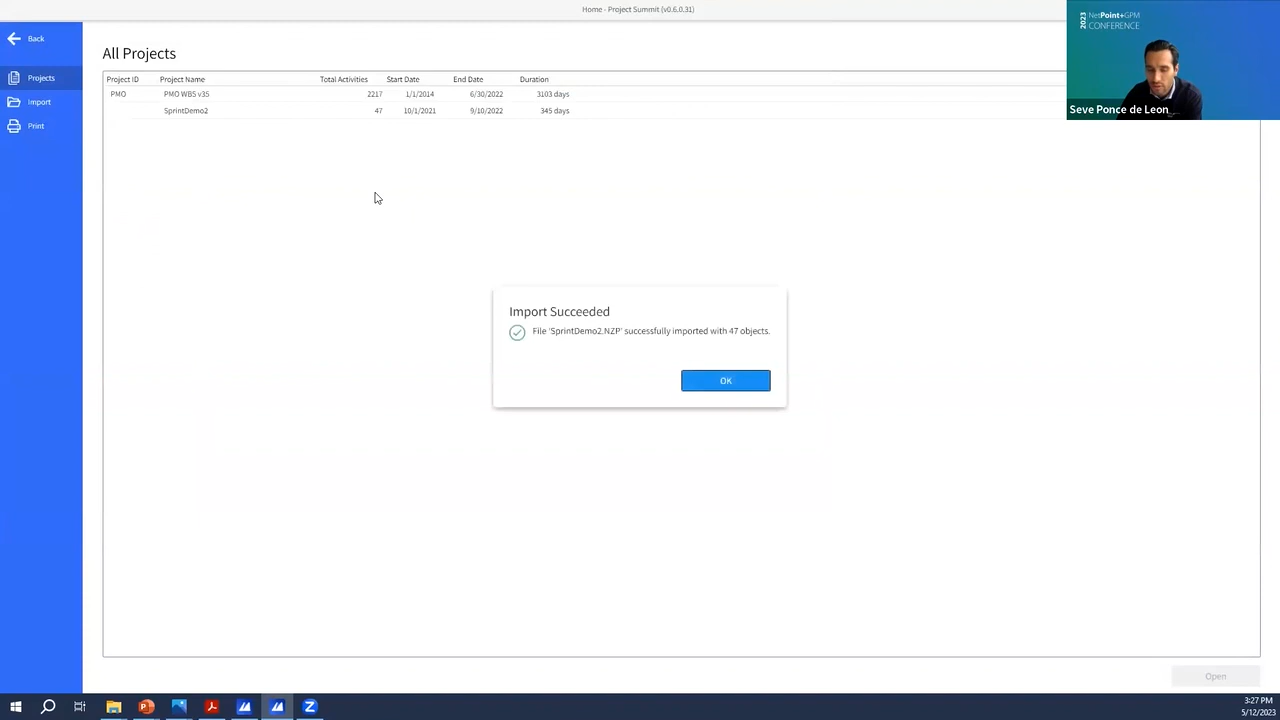 Home - Project Summit (v0.6.0.31)
2023 NetPoint+GPM
CONFERENCE
Seve Ponce de Leon
Back
Projects
Import
Print
All Projects
Project ID Project Name Total Activities Start Date End Date Duration
PMO PMO WBS v35 2217 1/1/2014 6/30/2022 3103 days
SprintDemo2 47 10/1/2021 9/10/2022 345 days
Import Succeeded
File 'SprintDemo2.NZP' successfully imported with 47 objects.
OK
Open
3:27 PM
5/12/2023